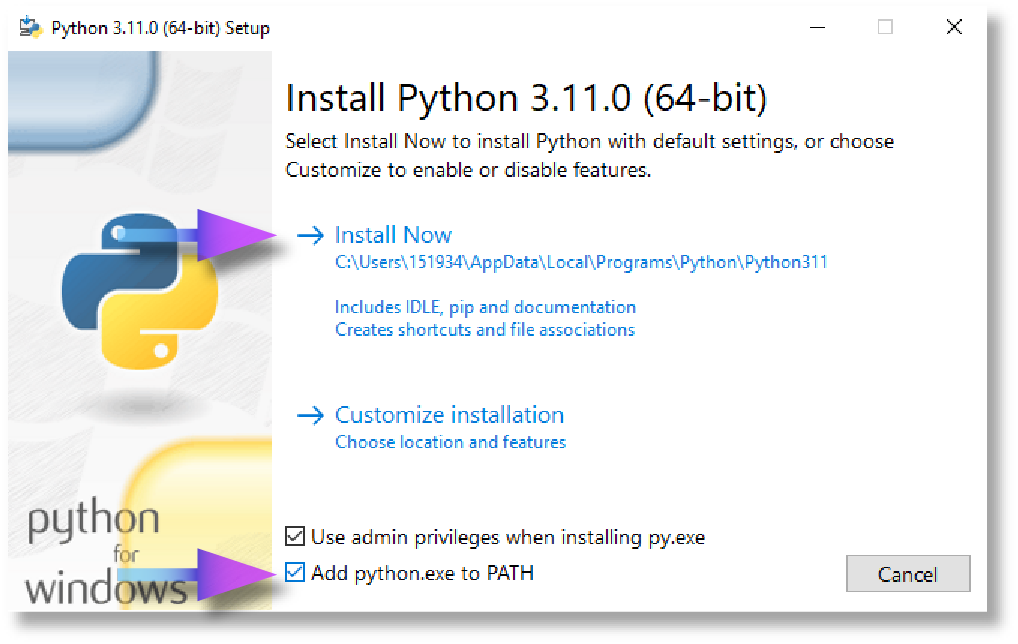 Python 3.11.0 (64-bit) Setup
Install Python 3.11.0 (64-bit)
Select Install Now to install Python with default settings, or choose
Customize to enable or disable features.
Install Now
C:\Users\151934\AppData\Local\Programs\Python\Python311
Includes IDLE, pip and documentation
Creates shortcuts and file associations
Customize installation
Choose location and features
python
for
windows
Use admin privileges when installing py.exe
Add python.exe to PATH
Cancel